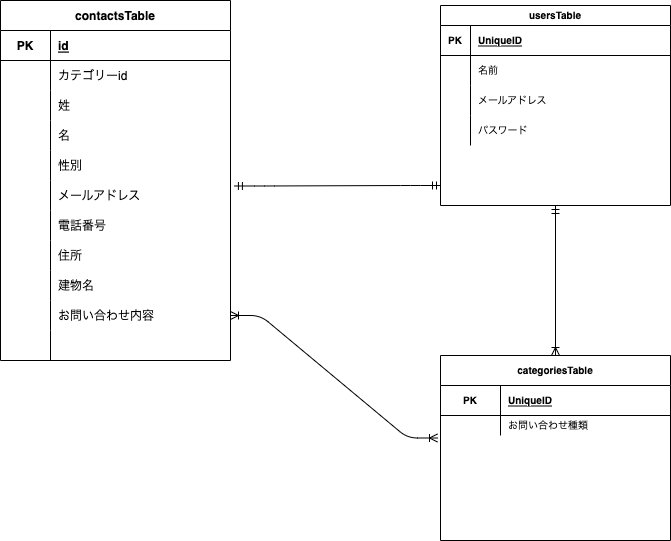 contactsTable
PK id
カテゴリーid
姓
名
性別
メールアドレス
電話番号
住所
建物名
お問い合わせ内容
usersTable
PK UniqueID
名前
メールアドレス
パスワード
categoriesTable
PK UniqueID
お問い合わせ種類